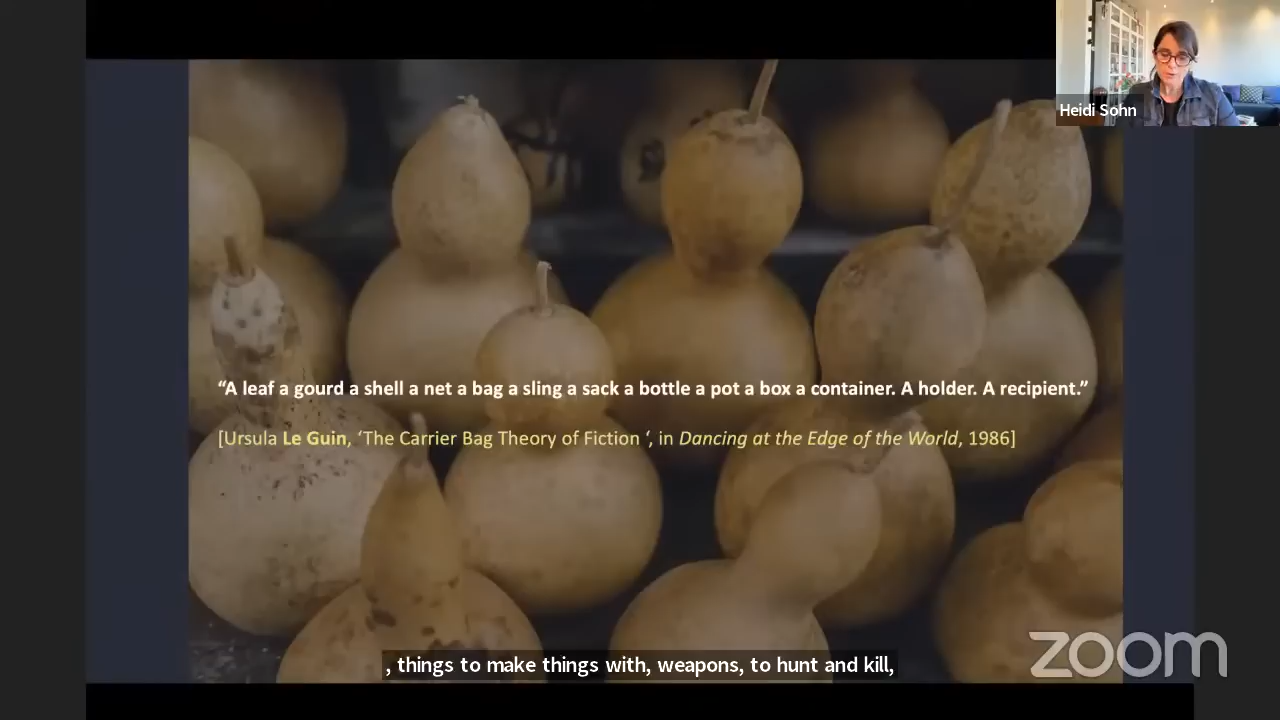 Heidi Sohn
“A leaf a gourd a shell a net a bag a sling a sack a bottle a pot a box a container. A holder. A recipient.”
[Ursula Le Guin, ‘The Carrier Bag Theory of Fiction ‘, in Dancing at the Edge of the World, 1986]
zoom
, things to make things with, weapons, to hunt and kill,